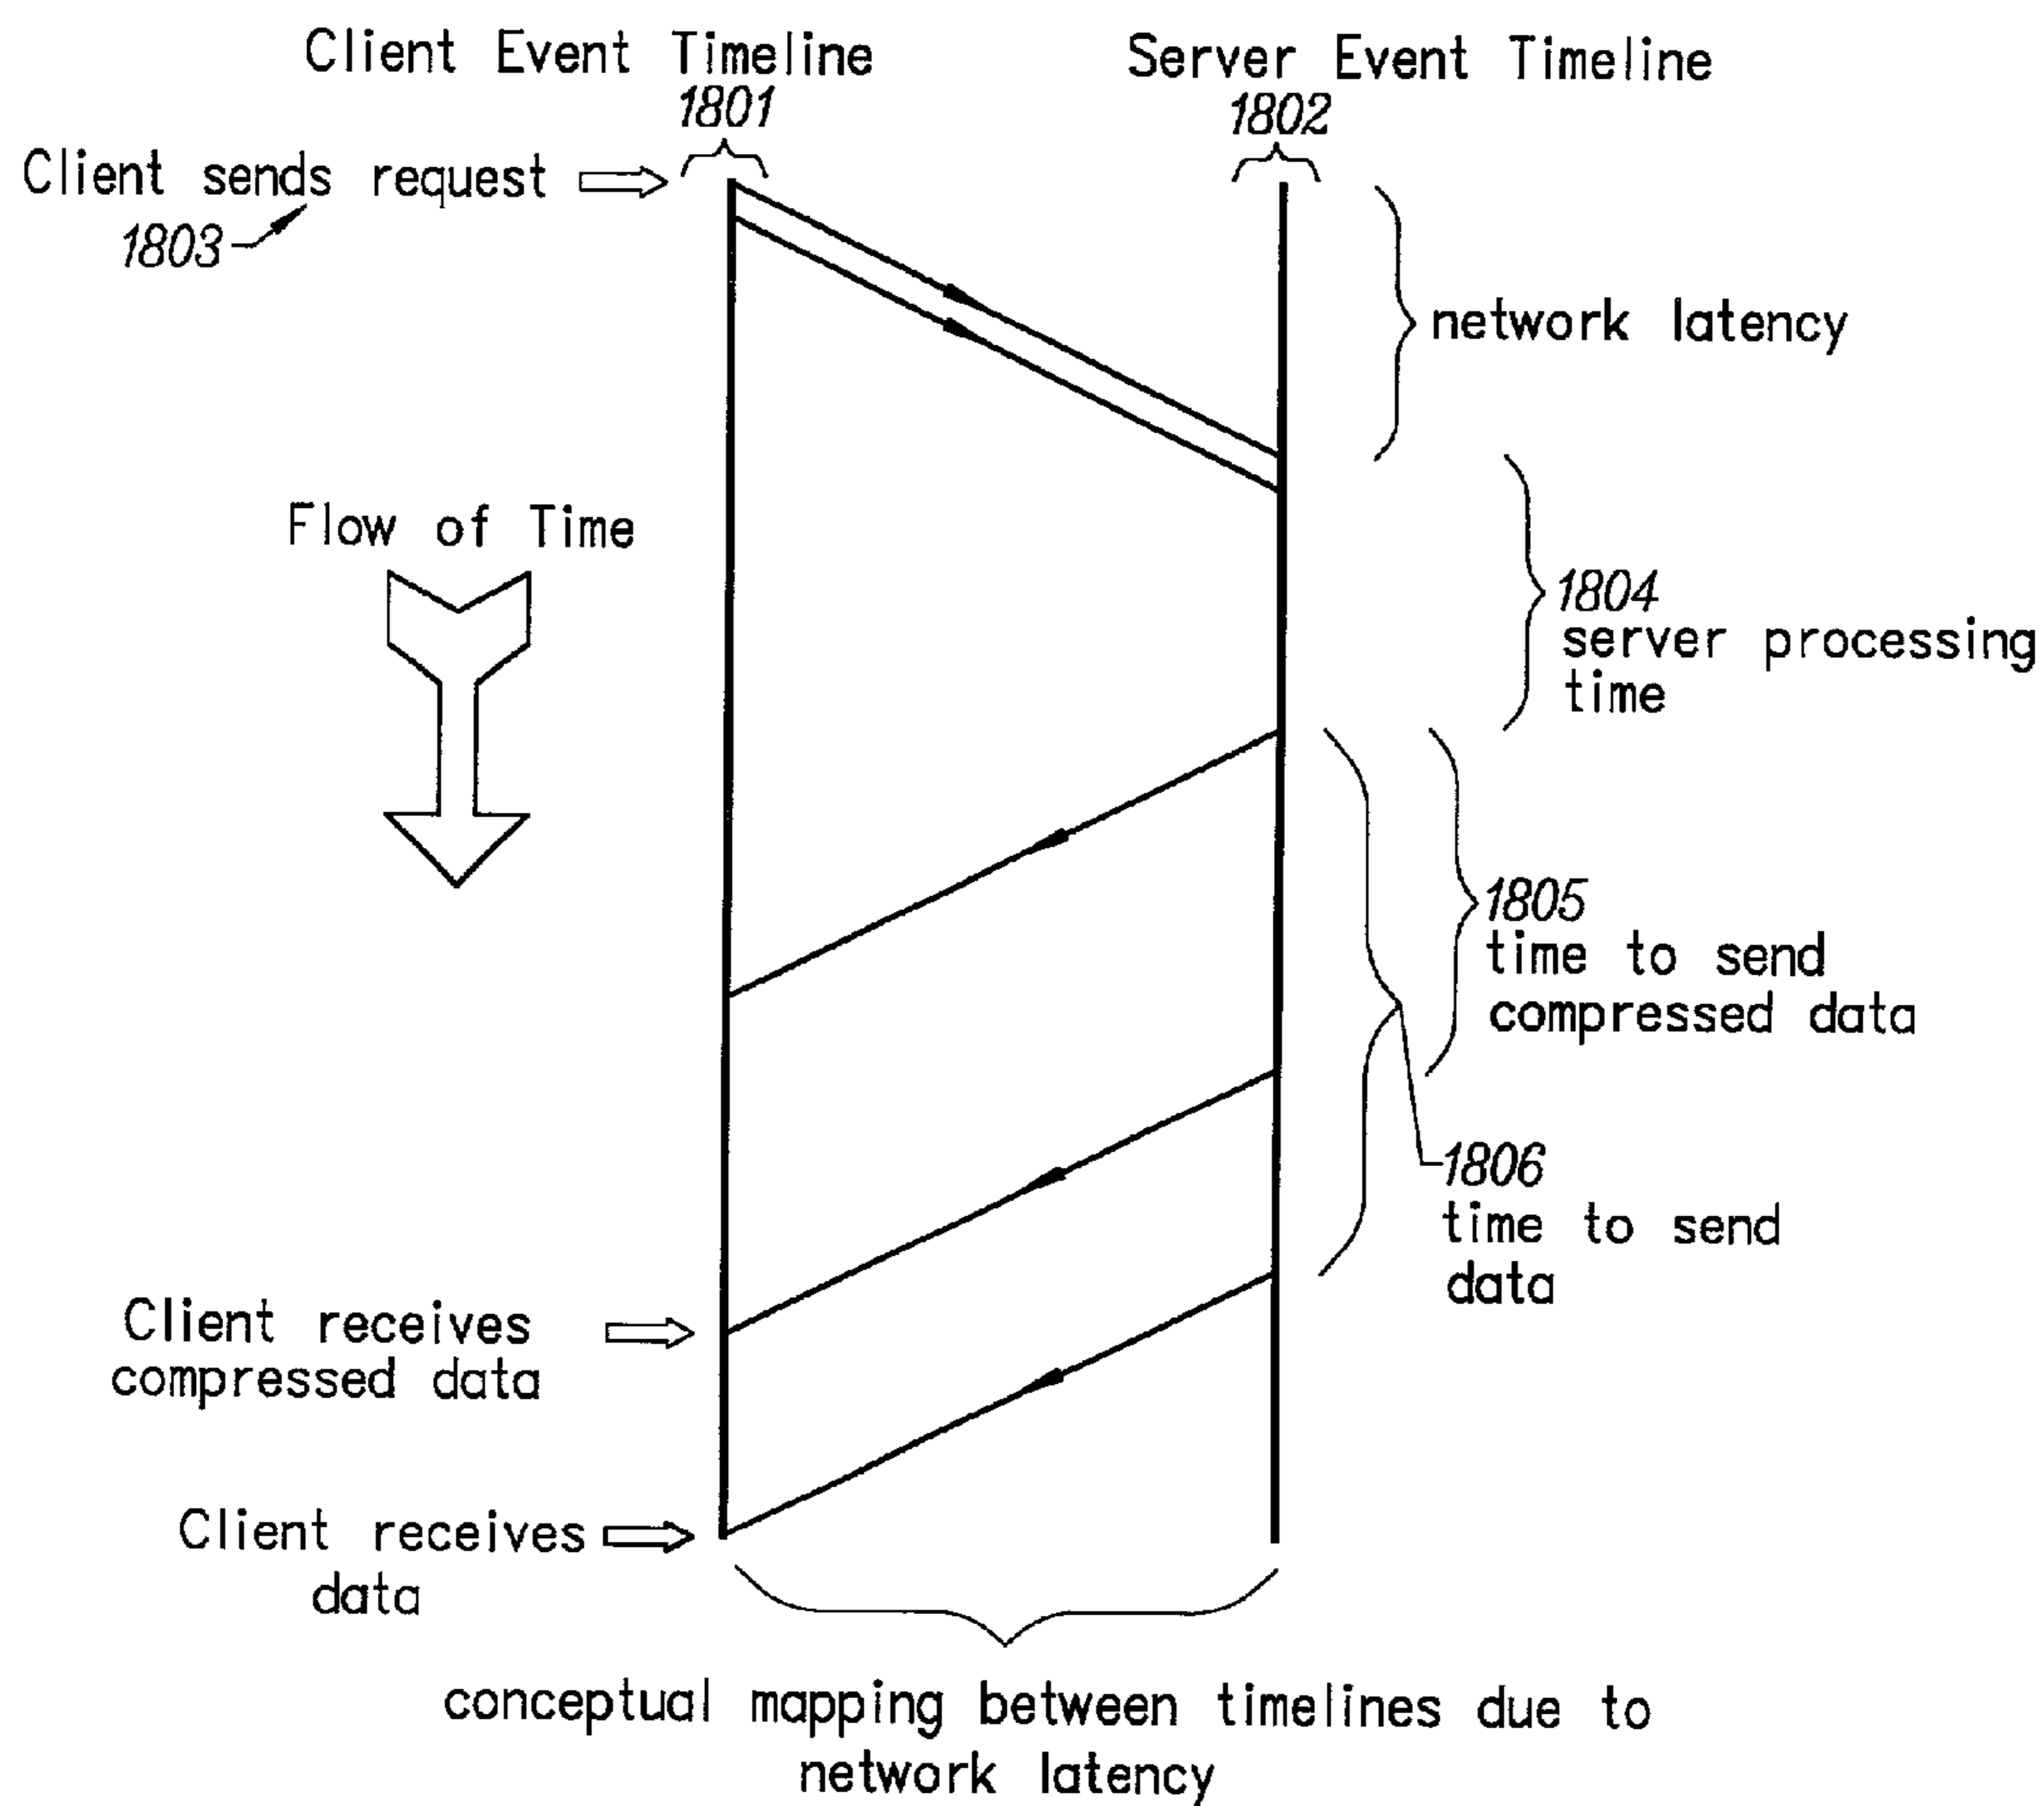 Client Event Timeline
1801
Server Event Timeline
1802
Client sends request
1803
network latency
Flow of Time
1804
server processing
time
1805
time to send
compressed data
1806
time to send
data
Client receives
compressed data
Client receives
data
conceptual mapping between timelines due to
network latency